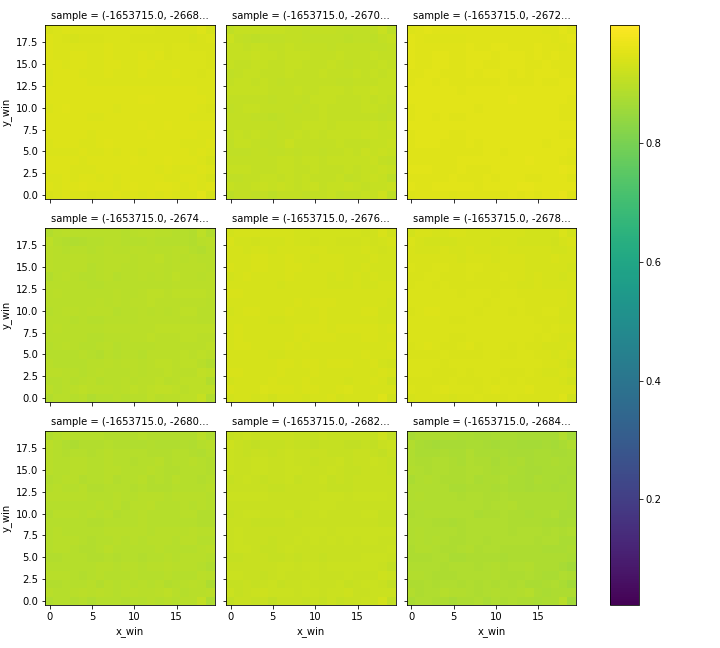 sample = (-1653715.0, -2668...
sample = (-1653715.0, -2670...
sample = (-1653715.0, -2672...
17.5
15.0
12.5
10.0
7.5
5.0
2.5
0.0
y_win
sample = (-1653715.0, -2674...
sample = (-1653715.0, -2676...
sample = (-1653715.0, -2678...
17.5
15.0
12.5
10.0
7.5
5.0
2.5
0.0
y_win
sample = (-1653715.0, -2680...
sample = (-1653715.0, -2682...
sample = (-1653715.0, -2684...
17.5
15.0
12.5
10.0
7.5
5.0
2.5
0.0
y_win
0 5 10 15
x_win
0 5 10 15
x_win
0 5 10 15
x_win
0.8
0.6
0.4
0.2